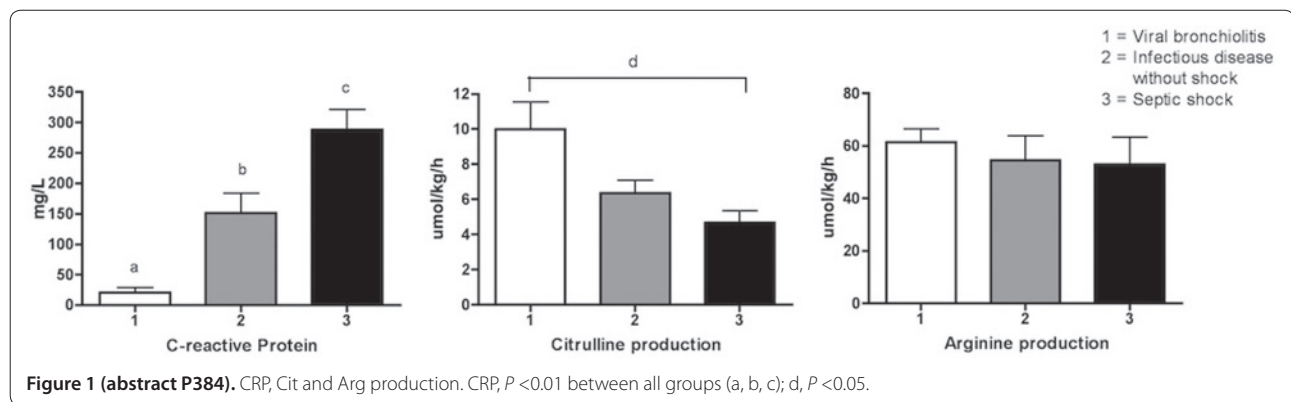 1 = Viral bronchiolitis
2 = Infectious disease
without shock
3 = Septic shock
350
300
250
200
150
100
50
0
mg/L
a
b
c
1
2
3
C-reactive Protein
12
10
8
6
4
2
0
umol/kg/h
d
1
2
3
Citrulline production
80
60
40
20
0
umol/kg/h
1
2
3
Arginine production
Figure 1 (abstract P384). CRP, Cit and Arg production. CRP, P <0.01 between all groups (a, b, c); d, P <0.05.